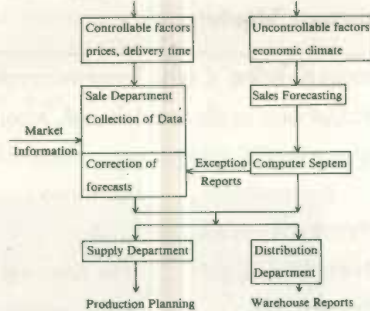 Controllable factors
prices, delivery time
Uncontrollable factors
economic climate
Sale Department
Collection of Data
Sales Forecasting
Market
Information
Correction of
forecasts
Exception
Reports
Computer Septem
Supply Department
Distribution
Department
Production Planning
Warehouse Reports